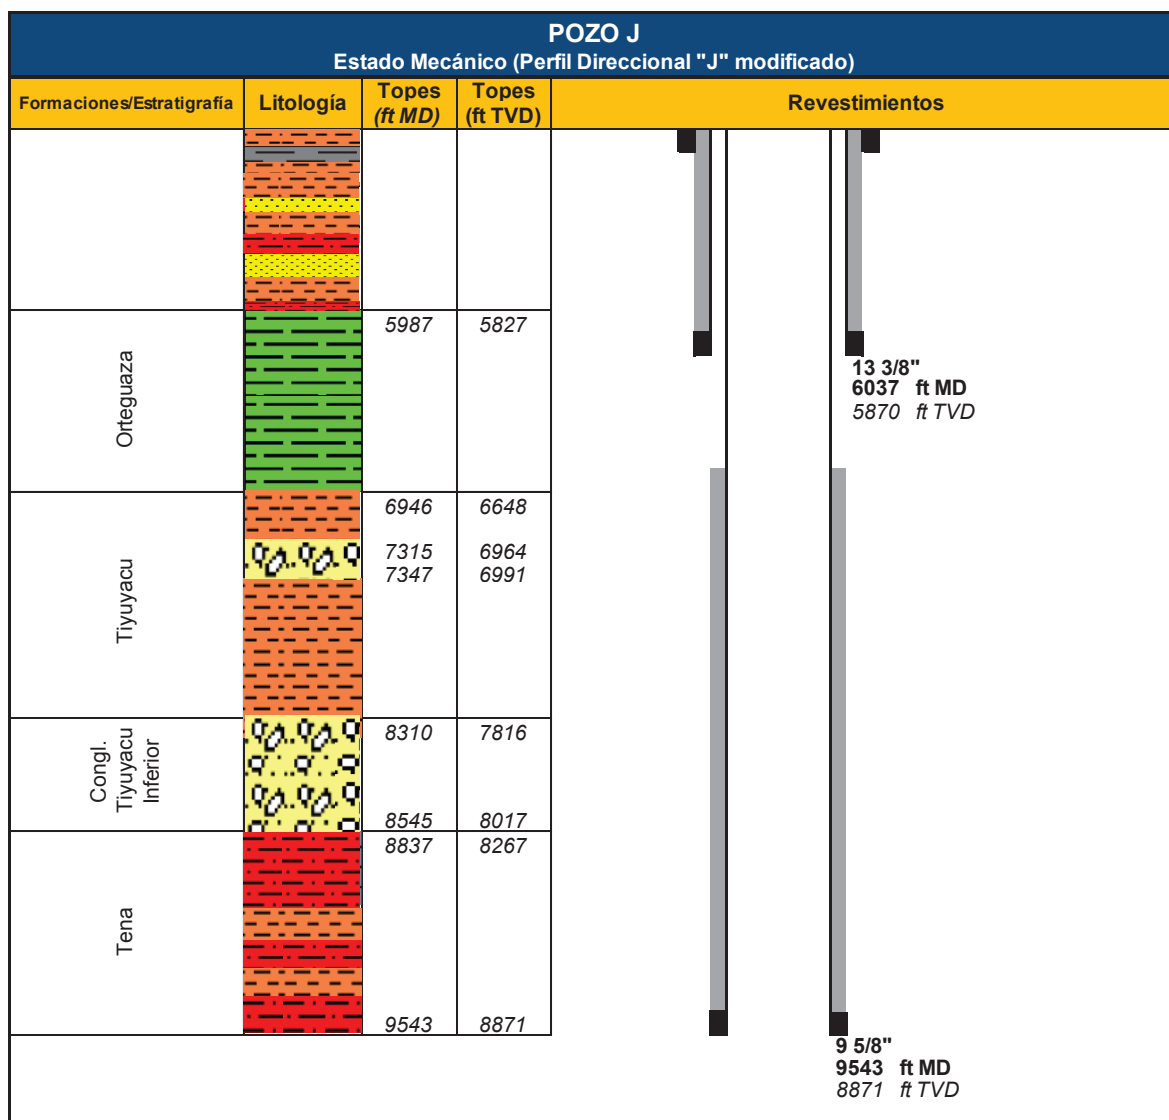 POZO J
Estado Mecánico (Perfil Direccional "J" modificado)
Formaciones/Estratigrafía
Litología
Topes
(ft MD)
Topes
(ft TVD)
Revestimientos
Orteguaza
5987 5827
13 3/8"
6037 ft MD
5870 ft TVD
Tiyuyacu
6946 6648
7315 6964
7347 6991
Congl.
Tiyuyacu
Inferior
8310 7816
8545 8017
Tena
8837 8267
9543 8871
9 5/8"
9543 ft MD
8871 ft TVD